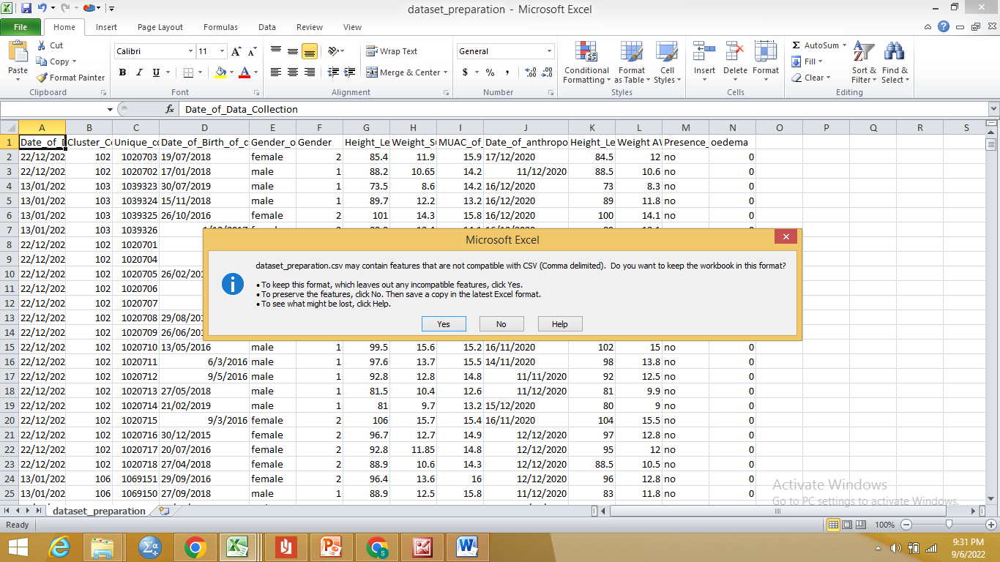 dataset_preparation - Microsoft Excel
File Home Insert Page Layout Formulas Data Review View
Paste Cut Copy Format Painter Clipboard
Calibri 11 B I U Font
Wrap Text Merge & Center Alignment
General $ % , Number
Conditional Formatting Format as Table Cell Styles Styles
Insert Delete Format Cells
Σ AutoSum Fill Clear Sort & Filter Find & Select Editing
fx Date_of_Data_Collection
A B C D E F G H I J K L M N O P Q R S
1 Date_of_D Cluster_Co Unique_co Date_of_Birth_of_c Gender_o Gender Height_Le Weight_Su MUAC_of_ Date_of_anthropo Height_Le Weight AV Presence_ oedema
2 22/12/202 102 1020703 19/07/2018 female 2 85.4 11.9 15.9 17/12/2020 84.5 12 no 0
3 22/12/202 102 1020702 17/01/2018 male 1 88.2 10.65 14.2 11/12/2020 88.5 10.6 no 0
4 13/01/202 103 1039323 30/07/2019 male 1 73.5 8.6 14.2 16/12/2020 73 8.3 no 0
5 13/01/202 103 1039324 15/11/2018 male 1 89.7 12.2 13.2 16/12/2020 89 11.8 no 0
6 13/01/202 103 1039325 26/10/2016 female 2 101 14.3 15.8 16/12/2020 100 14.1 no 0
7 13/01/202 103 1039326
8 22/12/202 102 1020701
9 22/12/202 102 1020704
10 22/12/202 102 1020705 26/02/201
11 22/12/202 102 1020706
12 22/12/202 102 1020707
13 22/12/202 102 1020708 29/08/201
14 22/12/202 102 1020709 26/06/201
Microsoft Excel
dataset_preparation.csv may contain features that are not compatible with CSV (Comma delimited). Do you want to keep the workbook in this format?
• To keep this format, which leaves out any incompatible features, click Yes.
• To preserve the features, click No. Then save a copy in the latest Excel format.
• To see what might be lost, click Help.
Yes No Help
15 22/12/202 102 1020710 13/05/2016 male 1 99.5 15.6 15.2 16/11/2020 102 15 no 0
16 22/12/202 102 1020711 6/3/2016 male 1 97.6 13.7 15.5 14/11/2020 98 13.8 no 0
17 22/12/202 102 1020712 9/5/2016 male 1 92.8 12.8 14.8 11/11/2020 92 12.5 no 0
18 22/12/202 102 1020713 27/05/2018 male 1 81.5 10.4 12.6 11/12/2020 81 9.9 no 0
19 22/12/202 102 1020714 21/02/2019 male 1 81 9.7 13.2 15/12/2020 80 9 no 0
20 22/12/202 102 1020715 9/3/2016 female 2 106 15.7 15.4 16/11/2020 104 15.5 no 0
21 22/12/202 102 1020716 30/12/2015 female 2 96.7 12.7 14.9 12/12/2020 97 12.8 no 0
22 22/12/202 102 1020717 20/07/2016 female 2 92.8 11.85 14.8 12/12/2020 95 12 no 0
23 22/12/202 102 1020718 27/04/2018 female 2 88.9 10.6 14.3 12/12/2020 88.5 10.5 no 0
24 13/01/202 106 1069151 29/09/2016 female 2 96.4 13.6 16 12/12/2020 96 12.8 no 0
25 13/01/202 106 1069150 27/09/2018 male 1 88.9 12.5 15.8 11/12/2020 83 11.8 no 0
Activate Windows
Go to PC settings to activate Windows.
dataset_preparation
Ready 100%
9:31 PM
9/6/2022